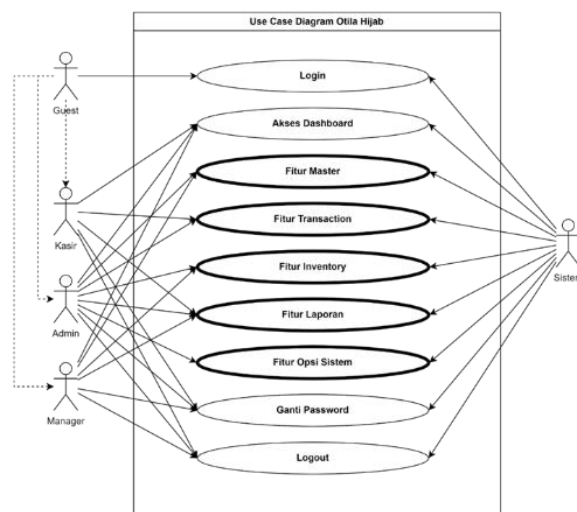 Use Case Diagram Otila Hijab
Login
Guest
Akses Dashboard
Fitur Master
Kasir
Fitur Transaction
Sistem
Fitur Inventory
Admin
Fitur Laporan
Fitur Opsi Sistem
Manager
Ganti Password
Logout